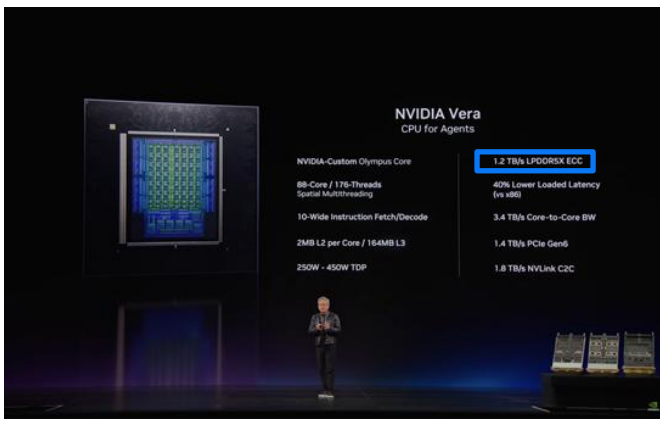 NVIDIA Vera
CPU for Agents
NVIDIA-Custom Olympus Core
88-Core / 176-Threads
Spatial Multithreading
10-Wide Instruction Fetch/Decode
2MB L2 per Core / 164MB L3
250W - 450W TDP
1.2 TB/s LPDDR5X ECC
40% Lower Loaded Latency
(vs x86)
3.4 TB/s Core-to-Core BW
1.4 TB/s PCIe Gen6
1.8 TB/s NVLink C2C